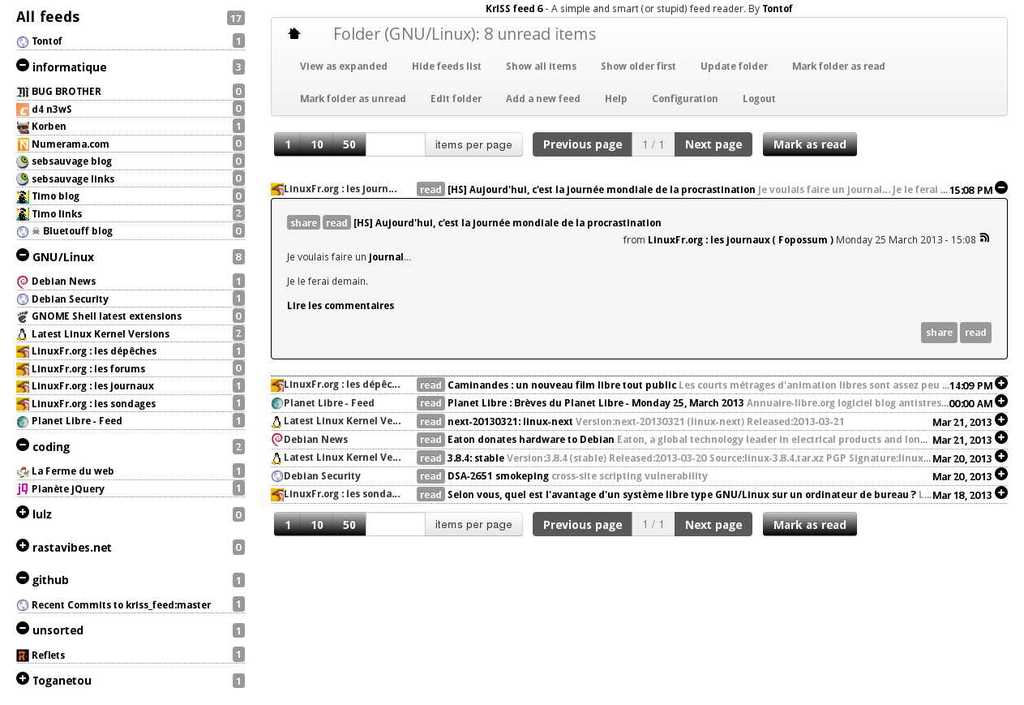 KrISS feed 6 - A simple and smart (or stupid) feed reader. By Tontof
All feeds 17
Tontof 1
informatique 3
BUG BROTHER 0
d4 n3wS 0
Korben 1
Numerama.com 0
sebsauvage blog 0
sebsauvage links 0
Timo blog 0
Timo links 2
☠ Bluetouff blog 0
GNU/Linux 8
Debian News 1
Debian Security 1
GNOME Shell latest extensions 0
Latest Linux Kernel Versions 2
LinuxFr.org : les dépêches 1
LinuxFr.org : les forums 0
LinuxFr.org : les journaux 1
LinuxFr.org : les sondages 1
Planet Libre - Feed 1
coding 2
La Ferme du web 1
Planète jQuery 1
lulz 0
rastavibes.net 0
github 1
Recent Commits to kriss_feed:master 1
unsorted 1
Reflets 1
Toganetou 1
Folder (GNU/Linux): 8 unread items
View as expanded Hide feeds list Show all items Show older first Update folder Mark folder as read
Mark folder as unread Edit folder Add a new feed Help Configuration Logout
1 10 50 items per page Previous page 1 / 1 Next page Mark as read
LinuxFr.org : les journ... read [HS] Aujourd'hui, c'est la journée mondiale de la procrastination Je voulais faire un journal... Je le ferai ... 15:08 PM
share read [HS] Aujourd'hui, c'est la journée mondiale de la procrastination
from LinuxFr.org : les journaux ( Fopossum ) Monday 25 March 2013 - 15:08
Je voulais faire un journal...
Je le ferai demain.
Lire les commentaires
share read
LinuxFr.org : les dépêc... read Caminandes : un nouveau film libre tout public Les courts métrages d'animation libres sont assez peu ... 14:09 PM
Planet Libre - Feed read Planet Libre : Brèves du Planet Libre - Monday 25, March 2013 Annuaire-libre.org logiciel blog antistres... 00:00 AM
Latest Linux Kernel Ve... read next-20130321: linux-next Version:next-20130321 (linux-next) Released:2013-03-21 Mar 21, 2013
Debian News read Eaton donates hardware to Debian Eaton, a global technology leader in electrical products and lon... Mar 21, 2013
Latest Linux Kernel Ve... read 3.8.4: stable Version:3.8.4 (stable) Released:2013-03-20 Source:linux-3.8.4.tar.xz PGP Signature:linux... Mar 20, 2013
Debian Security read DSA-2651 smokeping cross-site scripting vulnerability Mar 20, 2013
LinuxFr.org : les sonda... read Selon vous, quel est l'avantage d'un système libre type GNU/Linux sur un ordinateur de bureau ? L... Mar 18, 2013
1 10 50 items per page Previous page 1 / 1 Next page Mark as read